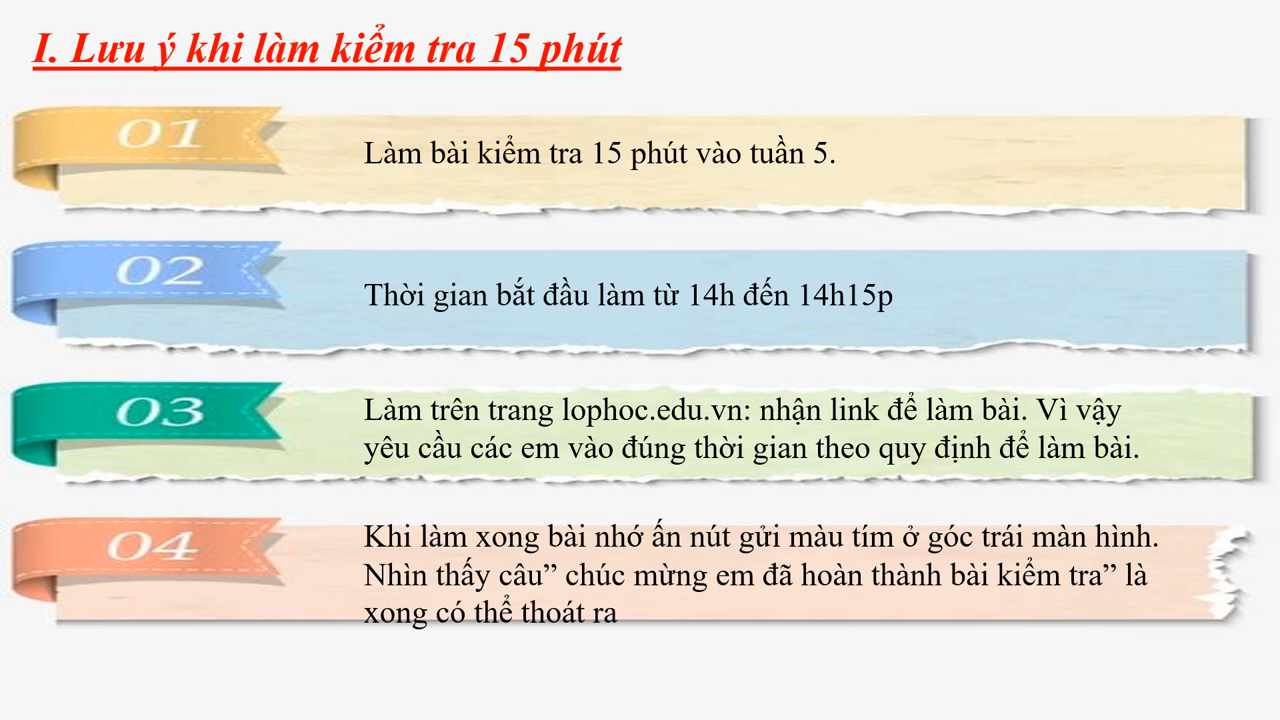 I. Lưu ý khi làm kiểm tra 15 phút
01
Làm bài kiểm tra 15 phút vào tuần 5.
02
Thời gian bắt đầu làm từ 14h đến 14h15p
03
Làm trên trang lophoc.edu.vn: nhận link để làm bài. Vì vậy
yêu cầu các em vào đúng thời gian theo quy định để làm bài.
04
Khi làm xong bài nhớ ấn nút gửi màu tím ở góc trái màn hình.
Nhìn thấy câu” chúc mừng em đã hoàn thành bài kiểm tra” là
xong có thể thoát ra